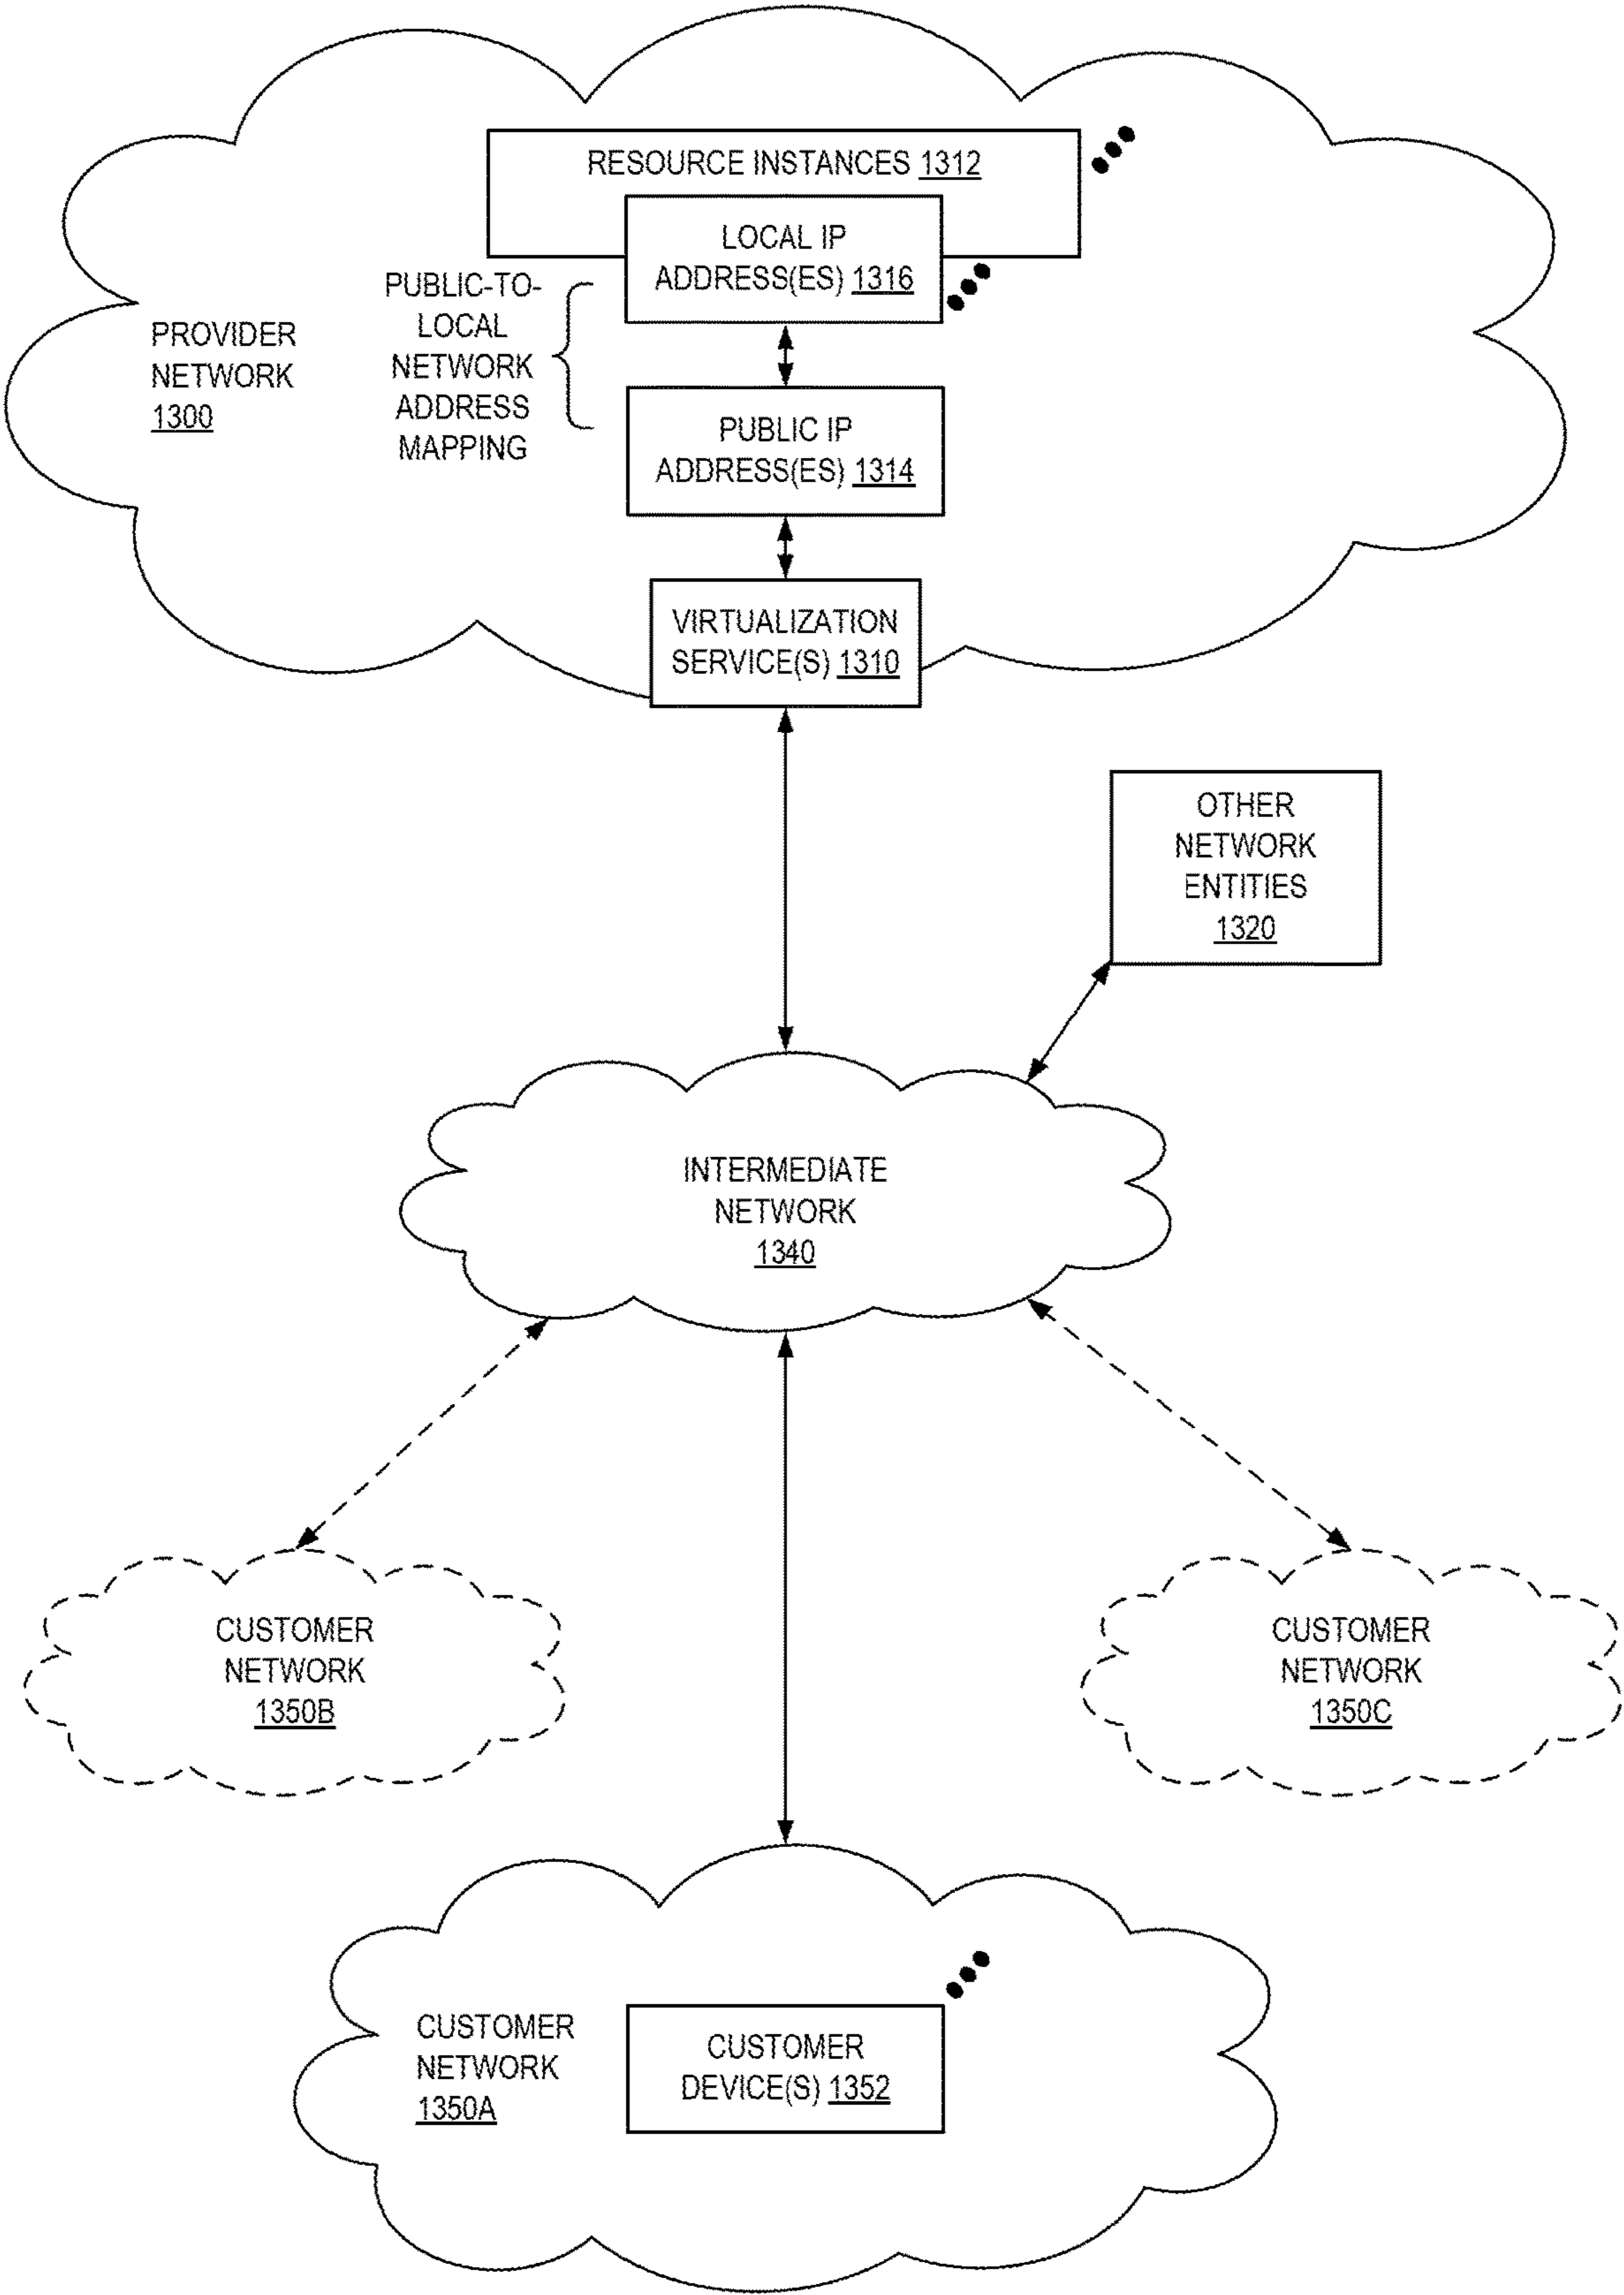 RESOURCE INSTANCES 1312
LOCAL IP
ADDRESS(ES) 1316
PUBLIC-TO-
LOCAL
NETWORK
ADDRESS
MAPPING
PROVIDER
NETWORK
1300
PUBLIC IP
ADDRESS(ES) 1314
VIRTUALIZATION
SERVICE(S) 1310
OTHER
NETWORK
ENTITIES
1320
INTERMEDIATE
NETWORK
1340
CUSTOMER
NETWORK
1350B
CUSTOMER
NETWORK
1350C
CUSTOMER
NETWORK
1350A
CUSTOMER
DEVICE(S) 1352